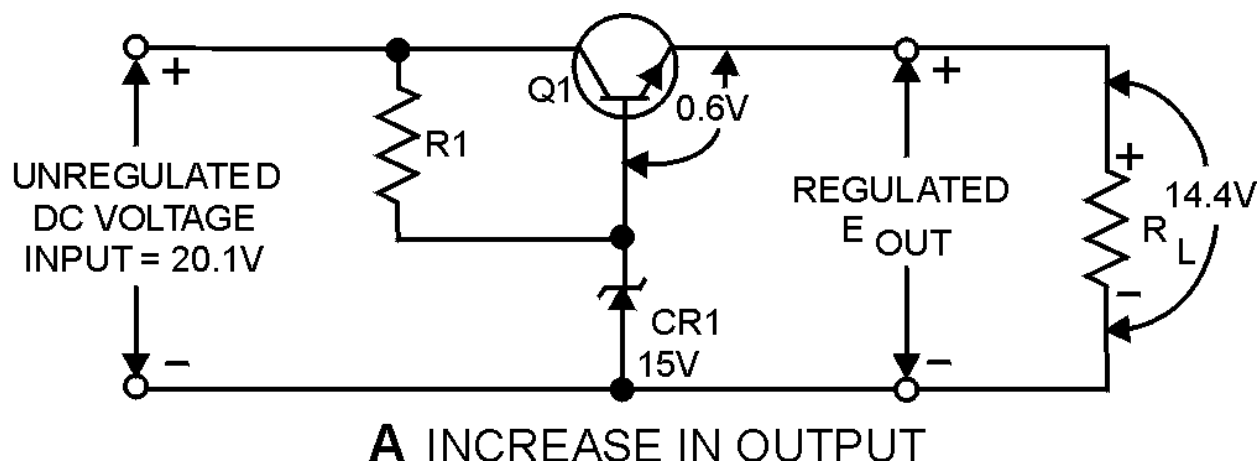 +
Q1
0.6V
+
R1
UNREGULATED
DC VOLTAGE
INPUT = 20.1V
REGULATED
E OUT
+
14.4V
R L
–
CR1
15V
–
–
A INCREASE IN OUTPUT